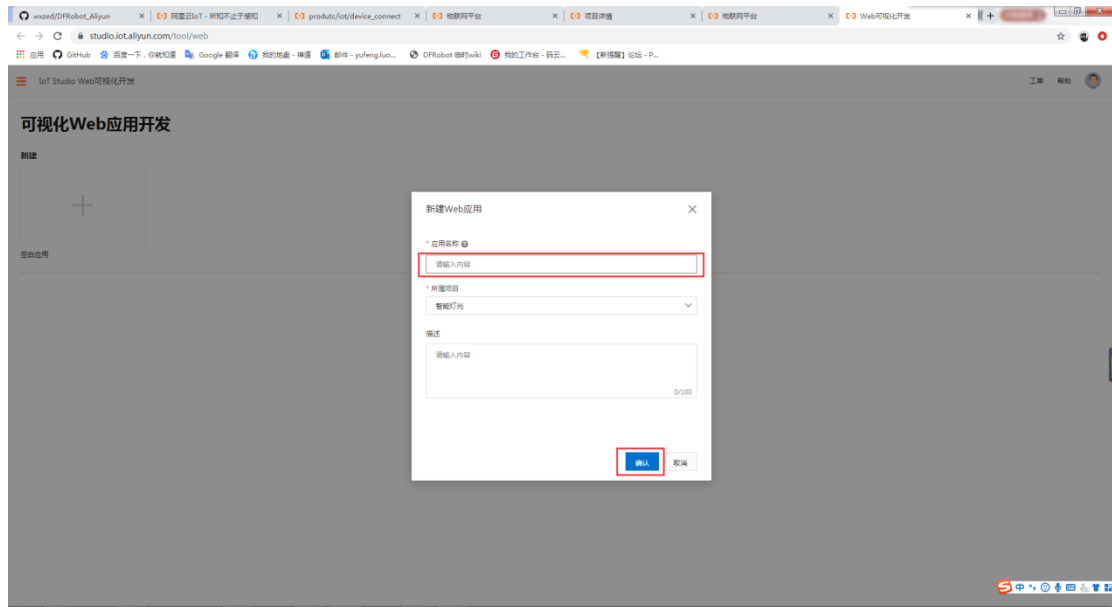 wxzed/DFRobot_Aliyun
阿里云IoT - 所知不止于感知
produtc/iot/device_connect
物联网平台
项目详情
物联网平台
Web可视化开发
studio.iot.aliyun.com/tool/web
应用
GitHub
百度一下，你就知道
Google 翻译
我的地盘 - 禅道
邮件 - yufeng.luo...
DFRobot 临时wiki
我的工作台 - 码云...
【新提醒】论坛 - P...
IoT Studio Web可视化开发
工单
帮助
可视化Web应用开发
新建
空白应用
新建Web应用
* 应用名称
请输入内容
* 所属项目
智能灯光
描述
请输入内容
0/100
确认
取消
中